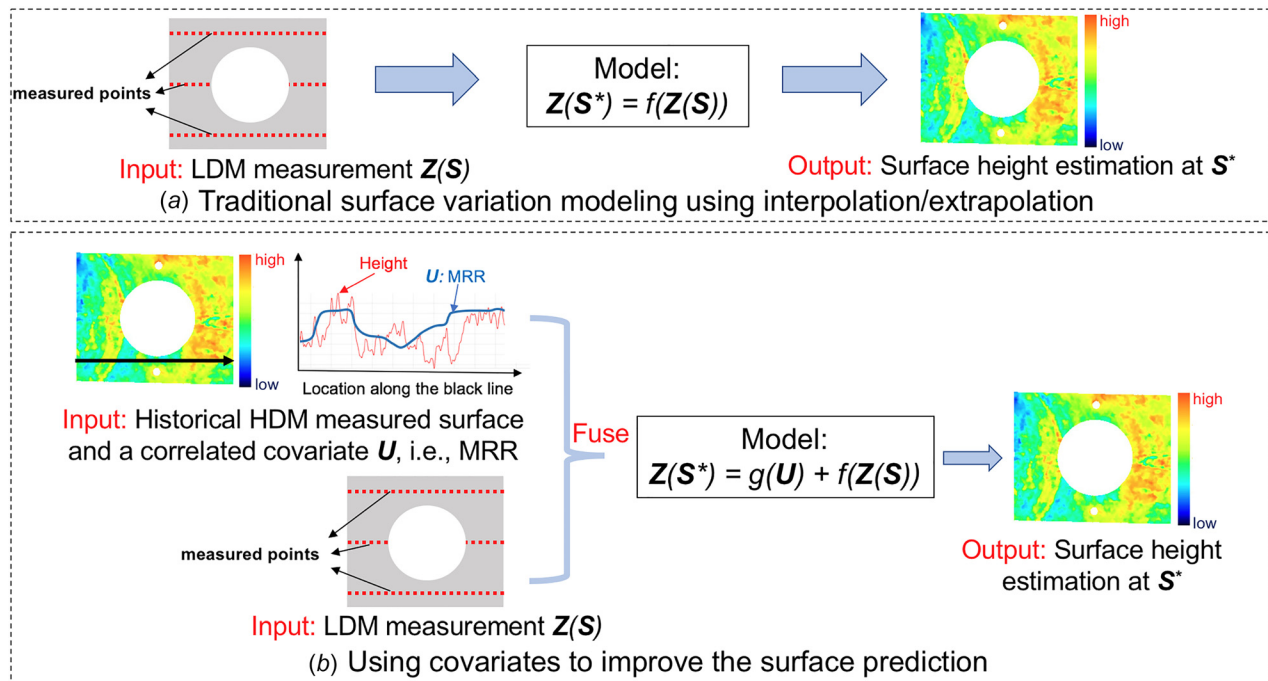 measured points
Input: LDM measurement Z(S)
Model:
Z(S*) = f(Z(S))
high
low
Output: Surface height estimation at S*
(a) Traditional surface variation modeling using interpolation/extrapolation
high
low
Height
U: MRR
Location along the black line
Input: Historical HDM measured surface
and a correlated covariate U, i.e., MRR
measured points
Input: LDM measurement Z(S)
Fuse
Model:
Z(S*) = g(U) + f(Z(S))
high
low
Output: Surface height
estimation at S*
(b) Using covariates to improve the surface prediction